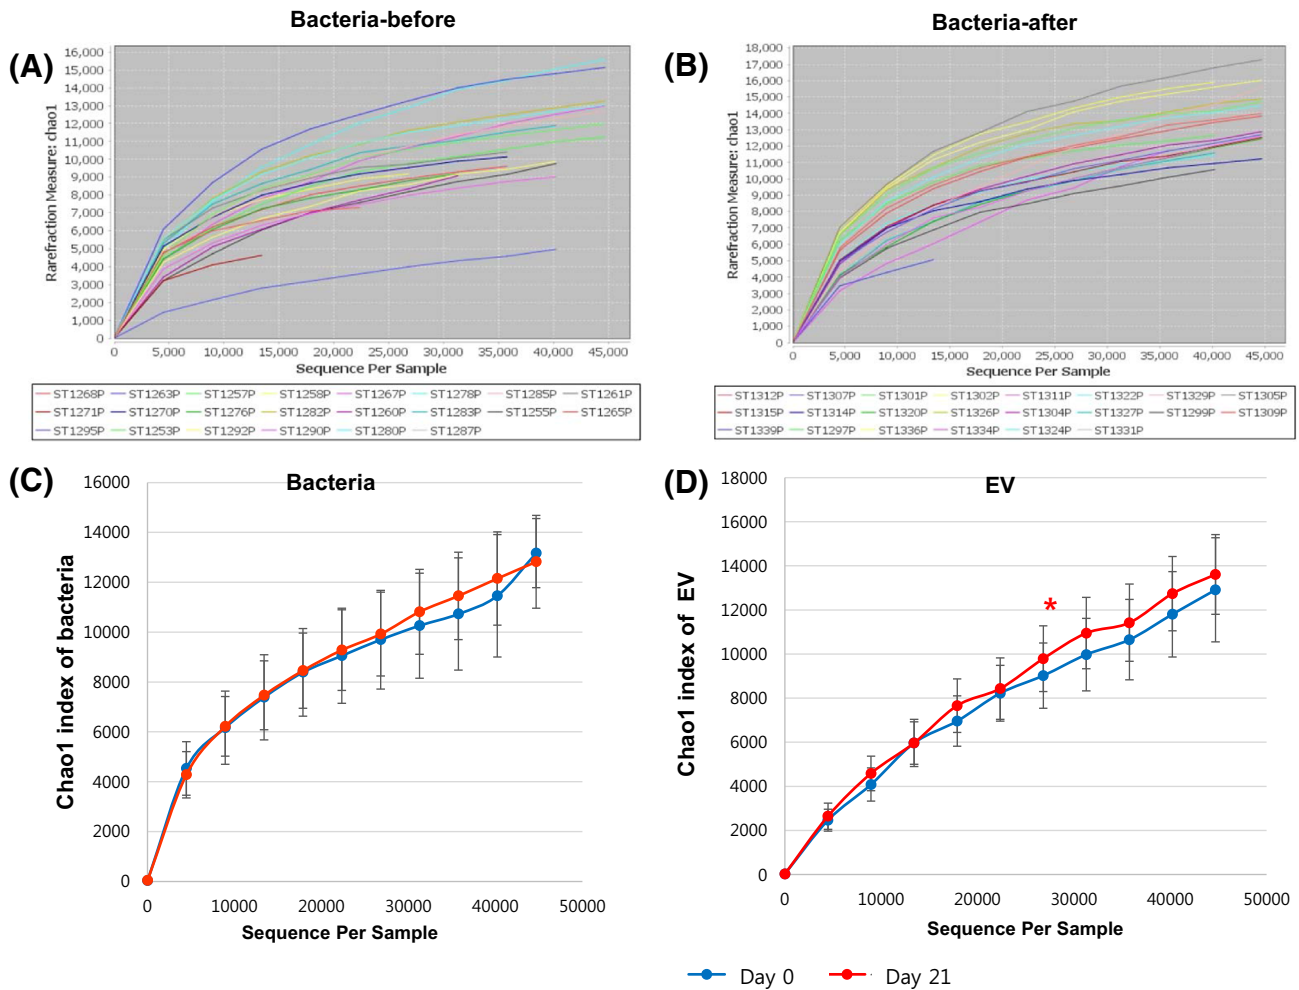 Bacteria-before
Bacteria-after
(A)
Rarefraction Measure: chao1
16,000
15,000
14,000
13,000
12,000
11,000
10,000
9,000
8,000
7,000
6,000
5,000
4,000
3,000
2,000
1,000
0
0 5,000 10,000 15,000 20,000 25,000 30,000 35,000 40,000 45,000
Sequence Per Sample
ST1268P ST1263P ST1257P ST1258P ST1267P ST1278P ST1285P ST1261P
ST1271P ST1270P ST1276P ST1282P ST1260P ST1283P ST1255P ST1265P
ST1295P ST1253P ST1292P ST1290P ST1280P ST1287P
(B)
Rarefraction Measure: chao1
18,000
17,000
16,000
15,000
14,000
13,000
12,000
11,000
10,000
9,000
8,000
7,000
6,000
5,000
4,000
3,000
2,000
1,000
0
0 5,000 10,000 15,000 20,000 25,000 30,000 35,000 40,000 45,000
Sequence Per Sample
ST1312P ST1307P ST1301P ST1302P ST1311P ST1322P ST1329P ST1305P
ST1315P ST1314P ST1320P ST1326P ST1304P ST1327P ST1299P ST1309P
ST1339P ST1297P ST1336P ST1334P ST1324P ST1331P
(C)
Bacteria
Chao1 index of bacteria
16000
14000
12000
10000
8000
6000
4000
2000
0
0 10000 20000 30000 40000 50000
Sequence Per Sample
(D)
EV
Chao1 index of EV
18000
16000
14000
12000
10000
8000
6000
4000
2000
0
*
0 10000 20000 30000 40000 50000
Sequence Per Sample
Day 0 Day 21